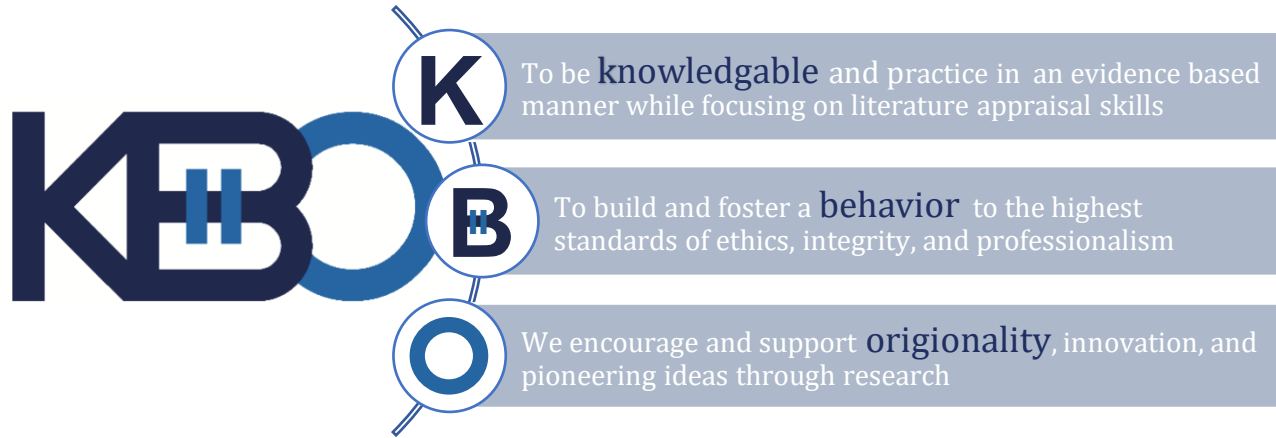 KBO
K
To be knowledgable and practice in an evidence based
manner while focusing on literature appraisal skills
B
To build and foster a behavior to the highest
standards of ethics, integrity, and professionalism
O
We encourage and support origionality, innovation, and
pioneering ideas through research